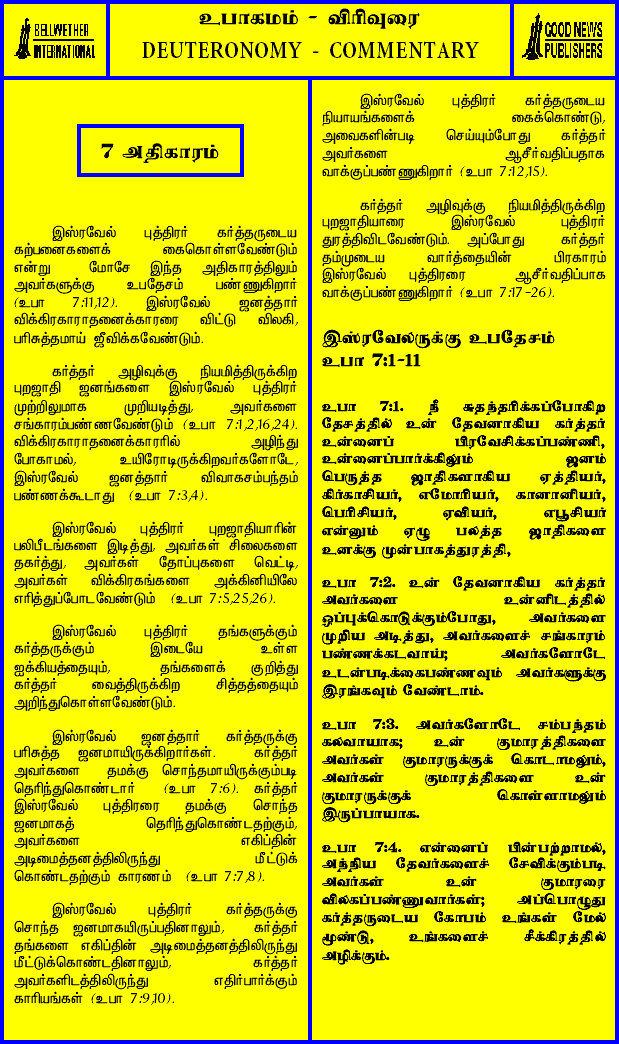 BELLWETHER
INTERNATIONAL
உபாகமம் - விரிவுரை
DEUTERONOMY - COMMENTARY
GOOD NEWS
PUBLISHERS
7 அதிகாரம்
இஸ்ரவேல் புத்திரர் கர்த்தருடைய
கற்பனைகளைக் கைகொள்ளவேண்டும்
என்று மோசே இந்த அதிகாரத்திலும்
அவர்களுக்கு உபதேசம் பண்ணுகிறார்
(உபா 7:11,12). இஸ்ரவேல் ஜனத்தார்
விக்கிரகாராதனைக்காரரை விட்டு விலகி,
பரிசுத்தமாய் ஜீவிக்கவேண்டும்.
கர்த்தர் அழிவுக்கு நியமித்திருக்கிற
புறஜாதி ஜனங்களை இஸ்ரவேல் புத்திரர்
முற்றிலுமாக முறியடித்து, அவர்களை
சங்காரம்பண்ணவேண்டும் (உபா 7:1,2,16,24).
விக்கிரகாராதனைக்காரரில் அழிந்து
போகாமல், உயிரோடிருக்கிறவர்களோடே,
இஸ்ரவேல் ஜனத்தார் விவாகசம்பந்தம்
பண்ணக்கூடாது (உபா 7:3,4).
இஸ்ரவேல் புத்திரர் புறஜாதியாரின்
பலிபீடங்களை இடித்து, அவர்கள் சிலைகளை
தகர்த்து, அவர்கள் தோப்புகளை வெட்டி,
அவர்கள் விக்கிரகங்களை அக்கினியிலே
எரித்துப்போடவேண்டும் (உபா 7:5,25,26).
இஸ்ரவேல் புத்திரர் தங்களுக்கும்
கர்த்தருக்கும் இடையே உள்ள
ஐக்கியத்தையும், தங்களைக் குறித்து
கர்த்தர் வைத்திருக்கிற சித்தத்தையும்
அறிந்துகொள்ளவேண்டும்.
இஸ்ரவேல் ஜனத்தார் கர்த்தருக்கு
பரிசுத்த ஜனமாயிருக்கிறார்கள். கர்த்தர்
அவர்களை தமக்கு சொந்தமாயிருக்கும்படி
தெரிந்துகொண்டார் (உபா 7:6). கர்த்தர்
இஸ்ரவேல் புத்திரரை தமக்கு சொந்த
ஜனமாகத் தெரிந்துகொண்டதற்கும்,
அவர்களை எகிப்தின்
அடிமைத்தனத்திலிருந்து மீட்டுக்
கொண்டதற்கும் காரணம் (உபா 7:7,8).
இஸ்ரவேல் புத்திரர் கர்த்தருக்கு
சொந்த ஜனமாகயிருப்பதினாலும், கர்த்தர்
தங்களை எகிப்தின் அடிமைத்தனத்திலிருந்து
மீட்டுக்கொண்டதினாலும், கர்த்தர்
அவர்களிடத்திலிருந்து எதிர்பார்க்கும்
காரியங்கள் (உபா 7:9,10).
இஸ்ரவேல் புத்திரர் கர்த்தருடைய
நியாயங்களைக் கைக்கொண்டு,
அவைகளின்படி செய்யும்போது கர்த்தர்
அவர்களை ஆசீர்வதிப்பதாக
வாக்குப்பண்ணுகிறார் (உபா 7:12,15).
கர்த்தர் அழிவுக்கு நியமித்திருக்கிற
புறஜாதியாரை இஸ்ரவேல் புத்திரர்
துரத்திவிடவேண்டும். அப்போது கர்த்தர்
தம்முடைய வார்த்தையின் பிரகாரம்
இஸ்ரவேல் புத்திரரை ஆசீர்வதிப்பாக
வாக்குப்பண்ணுகிறார் (உபா 7:17-26).
இஸ்ரவேலருக்கு உபதேசம்
உபா 7:1-11
உபா 7:1. நீ சுதந்தரிக்கப்போகிற
தேசத்தில் உன் தேவனாகிய கர்த்தர்
உன்னைப் பிரவேசிக்கப்பண்ணி,
உன்னைப்பார்க்கிலும் ஜனம்
பெருத்த ஜாதிகளாகிய ஏத்தியர்,
கிர்காசியர், எமோரியர், கானானியர்,
பெரிசியர், ஏவியர், எபூசியர்
என்னும் ஏழு பலத்த ஜாதிகளை
உனக்கு முன்பாகத்துரத்தி,
உபா 7:2. உன் தேவனாகிய கர்த்தர்
அவர்களை உன்னிடத்தில்
ஒப்புக்கொடுக்கும்போது, அவர்களை
முறிய அடித்து, அவர்களைச் சங்காரம்
பண்ணக்கடவாய்; அவர்களோடே
உடன்படிக்கைபண்ணவும் அவர்களுக்கு
இரங்கவும் வேண்டாம்.
உபா 7:3. அவர்களோடே சம்பந்தம்
கலவாயாக; உன் குமாரத்திகளை
அவர்கள் குமாரருக்குக் கொடாமலும்,
அவர்கள் குமாரத்திகளை உன்
குமாரருக்குக் கொள்ளாமலும்
இருப்பாயாக.
உபா 7:4. என்னைப் பின்பற்றாமல்,
அந்நிய தேவர்களைச் சேவிக்கும்படி
அவர்கள் உன் குமாரரை
விலகப்பண்ணுவார்கள்; அப்பொழுது
கர்த்தருடைய கோபம் உங்கள் மேல்
மூண்டு, உங்களைச் சீக்கிரத்தில்
அழிக்கும்.